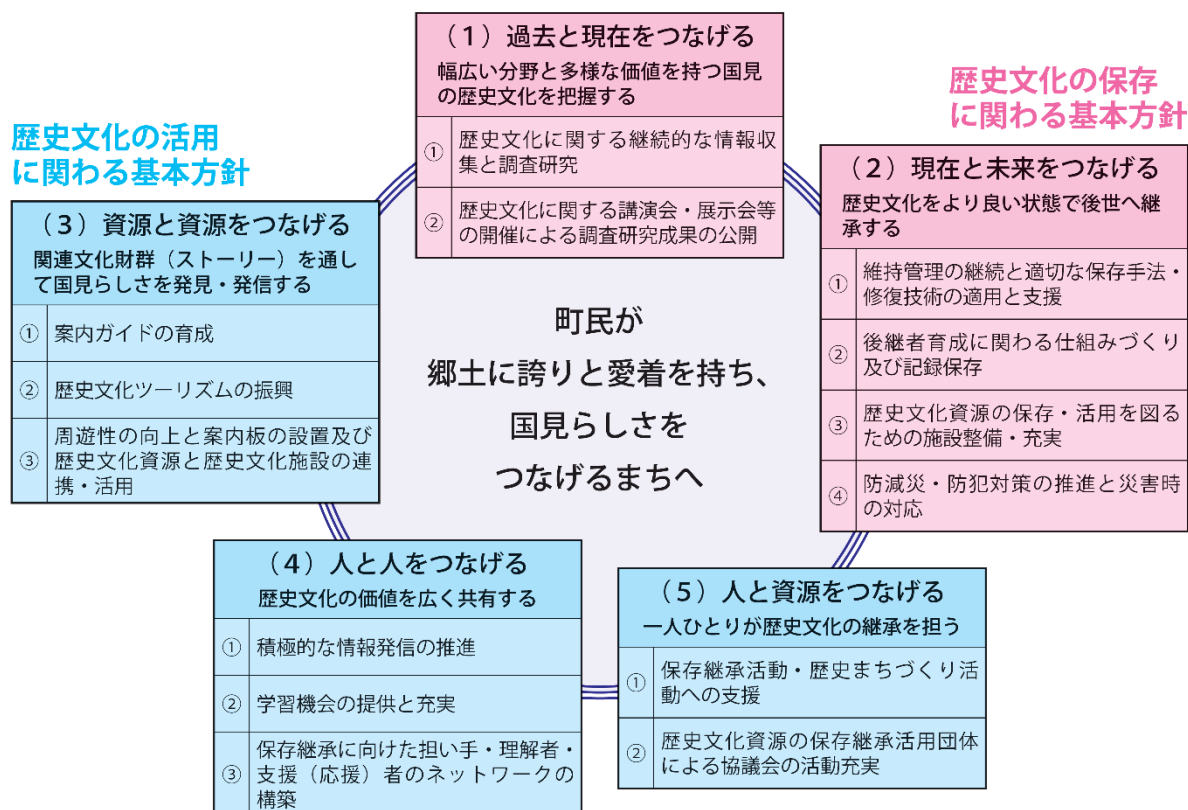 （１）過去と現在をつなげる
幅広い分野と多様な価値を持つ国見
の歴史文化を把握する
① 歴史文化に関する継続的な情報収
集と調査研究
② 歴史文化に関する講演会・展示会等
の開催による調査研究成果の公開
歴史文化の保存
に関わる基本方針
（２）現在と未来をつなげる
歴史文化をより良い状態で後世へ継
承する
① 維持管理の継続と適切な保存手法・
修復技術の適用と支援
② 後継者育成に関わる仕組みづくり
及び記録保存
③ 歴史文化資源の保存・活用を図る
ための施設整備・充実
④ 防減災・防犯対策の推進と災害時
の対応
歴史文化の活用
に関わる基本方針
（３）資源と資源をつなげる
関連文化財群（ストーリー）を通し
て国見らしさを発見・発信する
① 案内ガイドの育成
② 歴史文化ツーリズムの振興
③ 周遊性の向上と案内板の設置及び
歴史文化資源と歴史文化施設の連
携・活用
町民が
郷土に誇りと愛着を持ち、
国見らしさを
つなげるまちへ
（４）人と人をつなげる
歴史文化の価値を広く共有する
① 積極的な情報発信の推進
② 学習機会の提供と充実
③ 保存継承に向けた担い手・理解者・
支援（応援）者のネットワークの
構築
（５）人と資源をつなげる
一人ひとりが歴史文化の継承を担う
① 保存継承活動・歴史まちづくり活
動への支援
② 歴史文化資源の保存継承活用団体
による協議会の活動充実